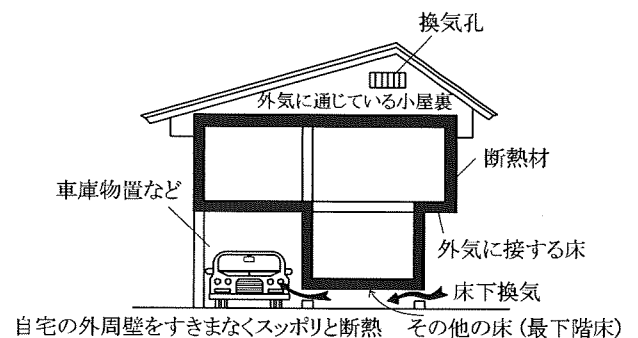 換気孔
外気に通じている小屋裏
断熱材
車庫物置など
外気に接する床
床下換気
自宅の外周壁をすきまなくスッポリと断熱
その他の床(最下階床)